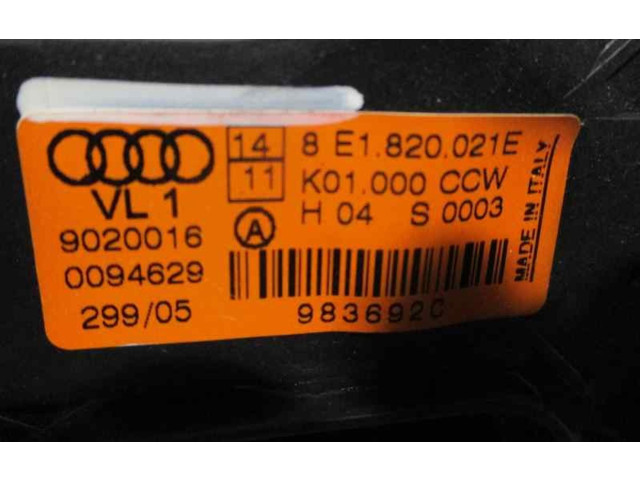 VL 1
9020016
0094629
299/05
14
11
A
8 E1.820.021E
K01.000 CCW
H 04 S 0003
983692C
MADE IN ITALY